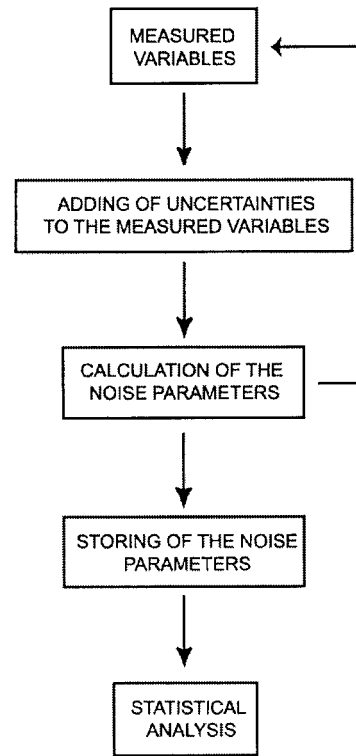 MEASURED
VARIABLES
ADDING OF UNCERTAINTIES
TO THE MEASURED VARIABLES
CALCULATION OF THE
NOISE PARAMETERS
STORING OF THE NOISE
PARAMETERS
STATISTICAL
ANALYSIS